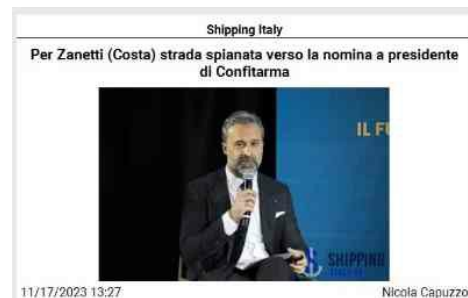 Shipping Italy
Per Zanetti (Costa) strada spianata verso la nomina a presidente
di Confitarma
IL FU
SHIPPING
11/17/2023 13:27
Nicola Capuzzo